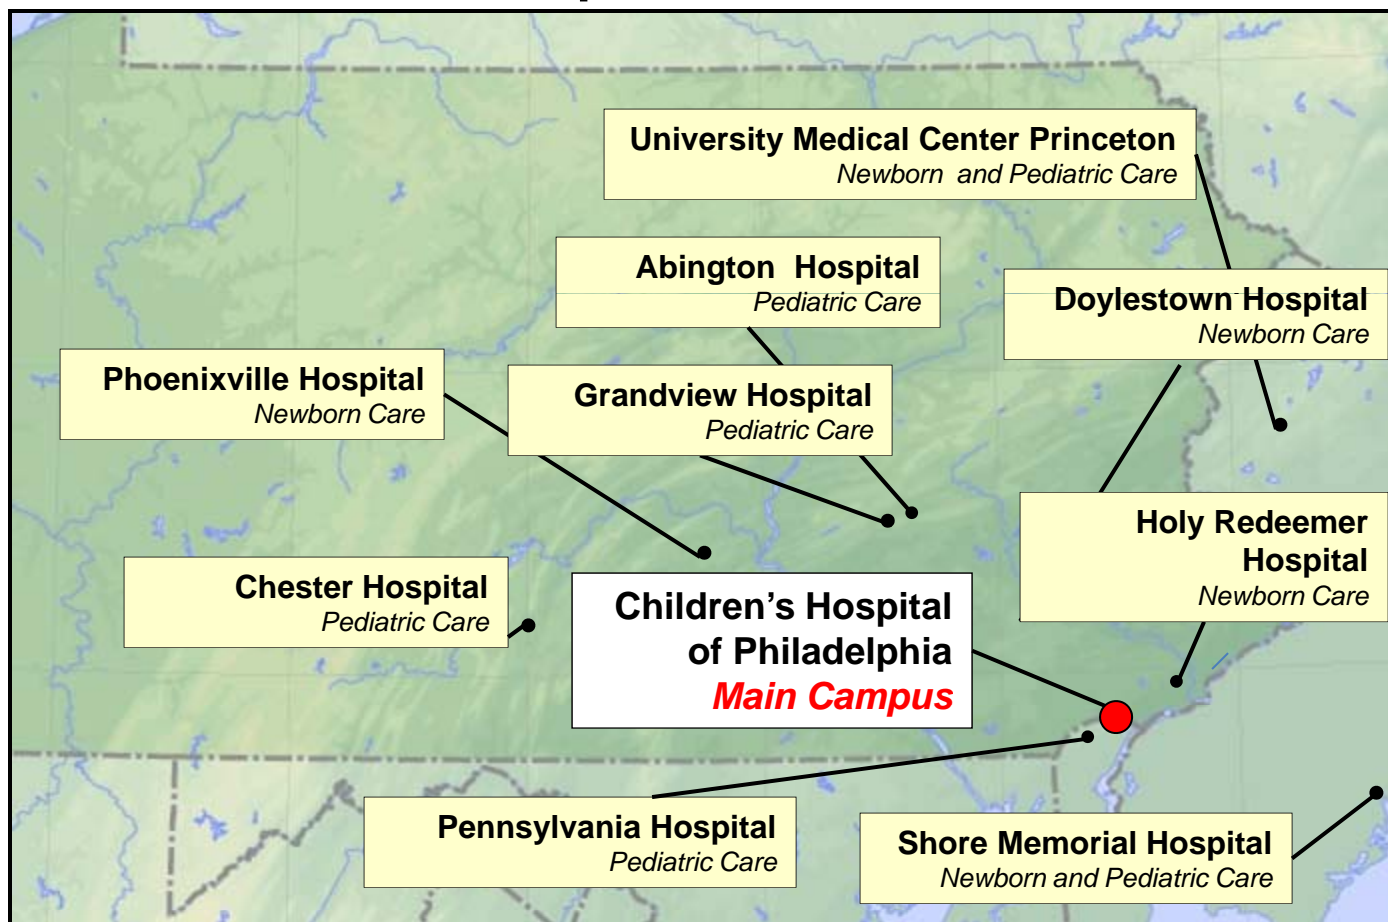 University Medical Center Princeton
Newborn and Pediatric Care
Abington Hospital
Pediatric Care
Doylestown Hospital
Newborn Care
Phoenixville Hospital
Newborn Care
Grandview Hospital
Pediatric Care
Holy Redeemer
Hospital
Newborn Care
Chester Hospital
Pediatric Care
Children’s Hospital
of Philadelphia
Main Campus
Pennsylvania Hospital
Pediatric Care
Shore Memorial Hospital
Newborn and Pediatric Care